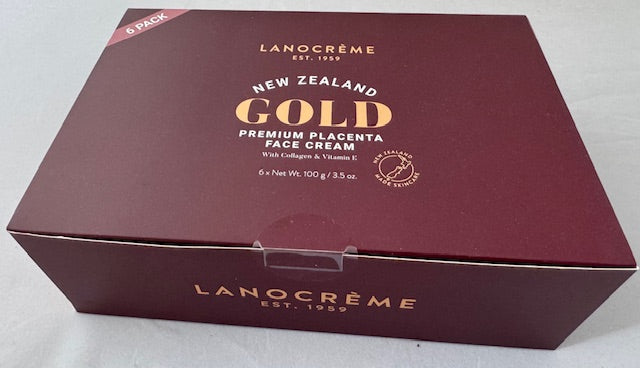 6 PACK
LANOCRÈME
EST. 1959
NEW ZEALAND
GOLD
PREMIUM PLACENTA
FACE CREAM
With Collagen & Vitamin E
6 x Net Wt. 100 g / 3.5 oz.
NEW ZEALAND
MADE SKINCARE
LANOCRÈME
EST. 1959